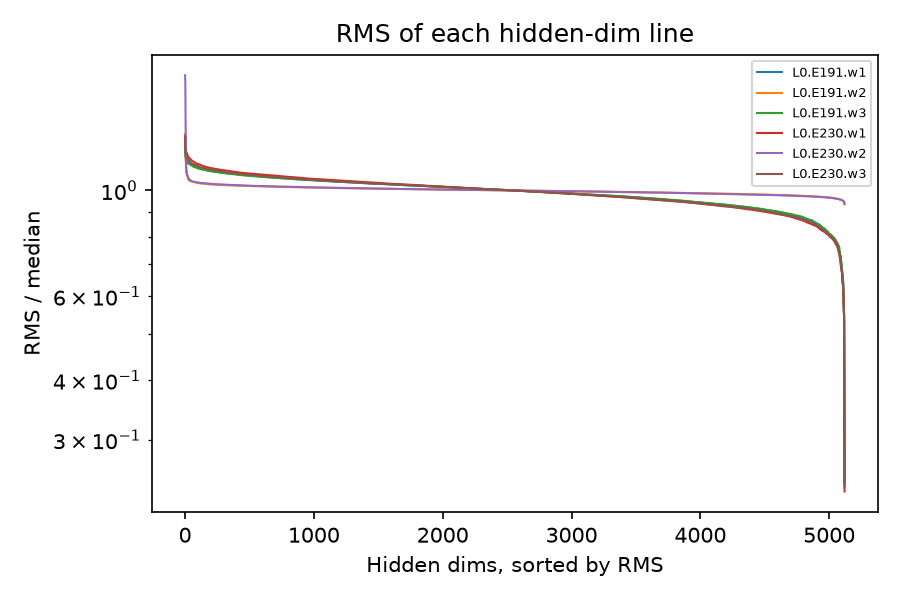 RMS of each hidden-dim line
L0.E191.w1
L0.E191.w2
L0.E191.w3
L0.E230.w1
L0.E230.w2
L0.E230.w3
10⁰
6 × 10⁻¹
4 × 10⁻¹
3 × 10⁻¹
RMS / median
0 1000 2000 3000 4000 5000
Hidden dims, sorted by RMS